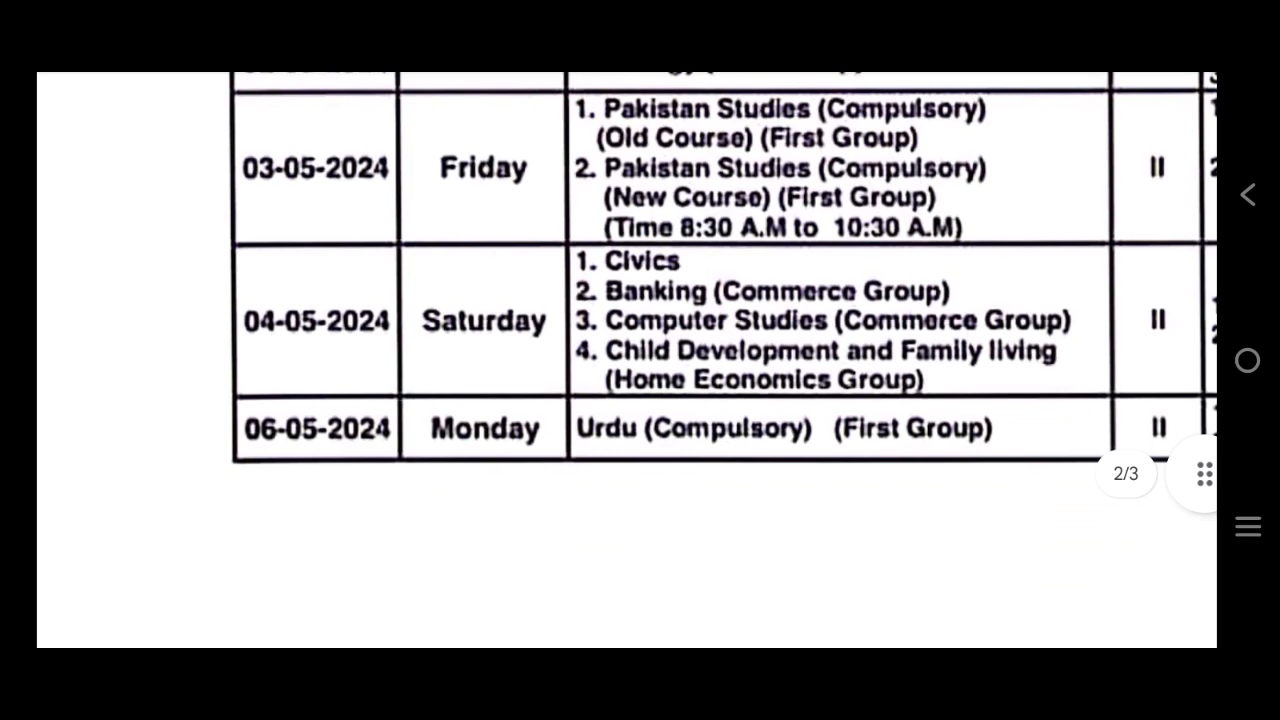 1. Pakistan Studies (Compulsory)
(Old Course) (First Group)
03-05-2024 Friday 2. Pakistan Studies (Compulsory) II
(New Course) (First Group)
(Time 8:30 A.M to 10:30 A.M)
1. Civics
2. Banking (Commerce Group)
04-05-2024 Saturday 3. Computer Studies (Commerce Group) II
4. Child Development and Family living
(Home Economics Group)
06-05-2024 Monday Urdu (Compulsory) (First Group) II
2/3